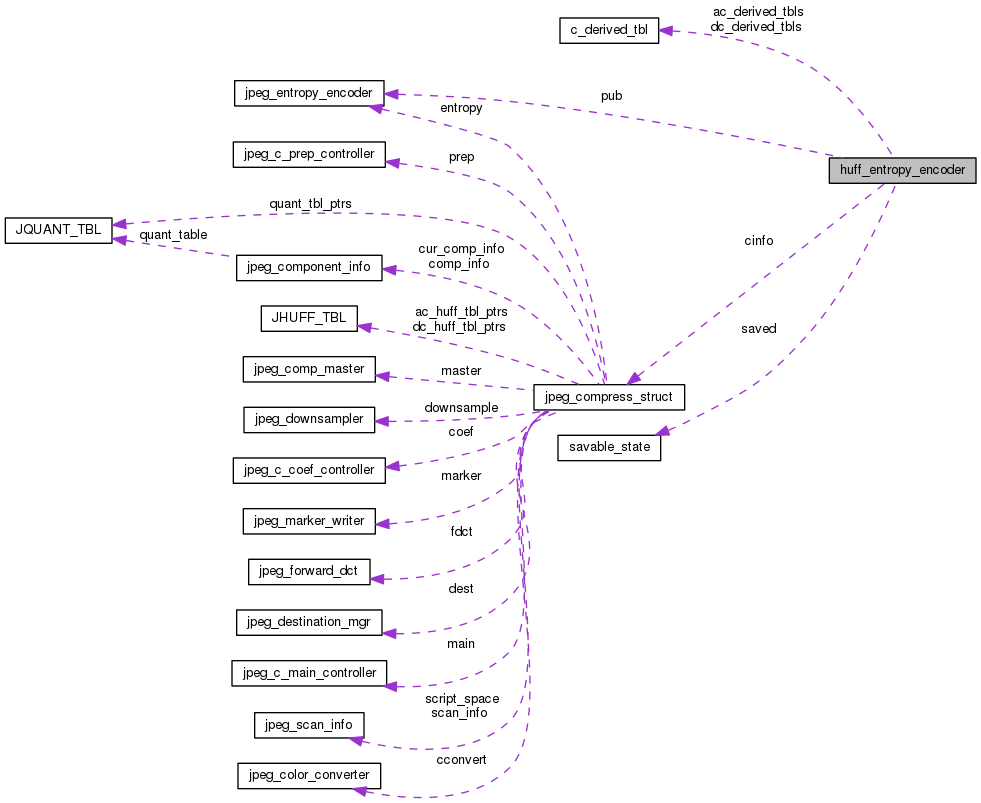 ac_derived_tbls
dc_derived_tbls
c_derived_tbl
jpeg_entropy_encoder
pub
entropy
jpeg_c_prep_controller
prep
huff_entropy_encoder
quant_tbl_ptrs
JQUANT_TBL
quant_table
cinfo
cur_comp_info
comp_info
jpeg_component_info
JHUFF_TBL
ac_huff_tbl_ptrs
dc_huff_tbl_ptrs
saved
jpeg_comp_master
master
jpeg_compress_struct
jpeg_downsampler
downsample
coef
savable_state
jpeg_c_coef_controller
marker
jpeg_marker_writer
fdct
jpeg_forward_dct
dest
jpeg_destination_mgr
main
jpeg_c_main_controller
script_space
scan_info
jpeg_scan_info
cconvert
jpeg_color_converter